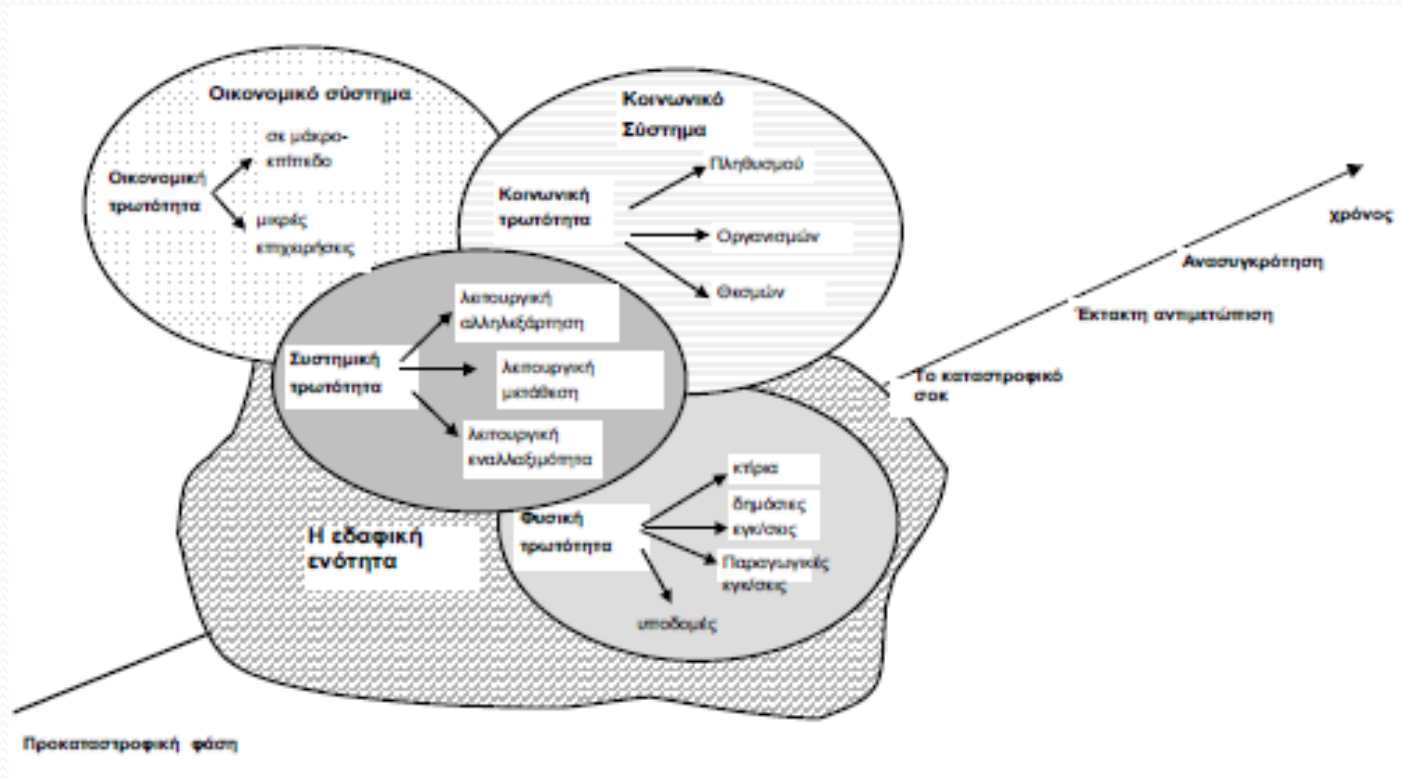 Οικονομικό σύστημα
σε μάκρο-
επίπεδο
Οικονομική
τρωτότητα
μικρές
επιχειρήσεις
Κοινωνικό
Σύστημα
Πληθυσμού
Κοινωνική
τρωτότητα
Οργανισμών
Θεσμών
λειτουργική
αλληλεξάρτηση
Συστημική
τρωτότητα
λειτουργική
μετάθεση
λειτουργική
εναλλαξιμότητα
χρόνος
Ανασυγκρότηση
Έκτακτη αντιμετώπιση
Το καταστροφικό
σοκ
κτίρια
δημόσιες
εγκ/σεις
Φυσική
τρωτότητα
Παραγωγικές
εγκ/σεις
υποδομές
Η εδαφική
ενότητα
Προκαταστροφική φάση